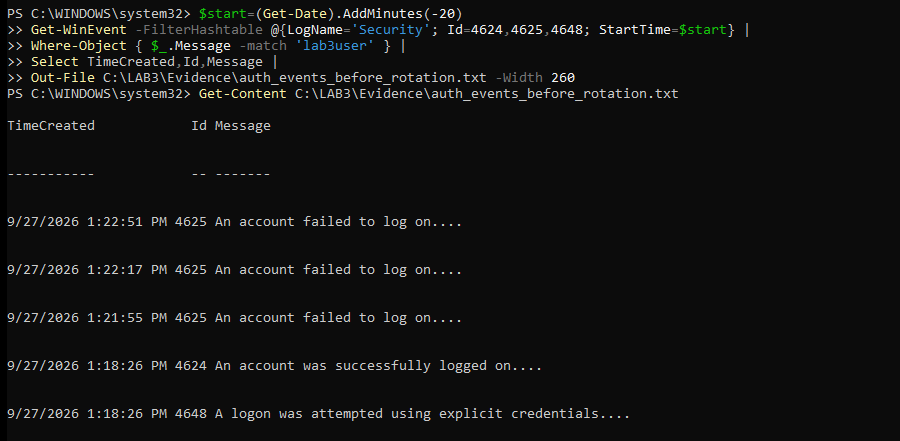 PS C:\WINDOWS\system32> $start=(Get-Date).AddMinutes(-20)
>> Get-WinEvent -FilterHashtable @{LogName='Security'; Id=4624,4625,4648; StartTime=$start} |
>> Where-Object { $_.Message -match 'lab3user' } |
>> Select TimeCreated,Id,Message |
>> Out-File C:\LAB3\Evidence\auth_events_before_rotation.txt -Width 260
PS C:\WINDOWS\system32> Get-Content C:\LAB3\Evidence\auth_events_before_rotation.txt
TimeCreated Id Message
----------- -- -------
9/27/2026 1:22:51 PM 4625 An account failed to log on....
9/27/2026 1:22:17 PM 4625 An account failed to log on....
9/27/2026 1:21:55 PM 4625 An account failed to log on....
9/27/2026 1:18:26 PM 4624 An account was successfully logged on....
9/27/2026 1:18:26 PM 4648 A logon was attempted using explicit credentials....